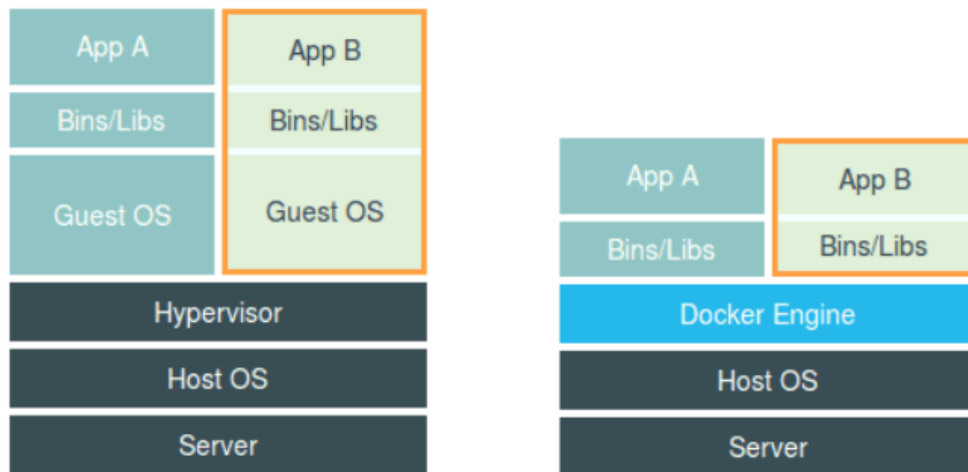 App A
App B
Bins/Libs
Bins/Libs
Guest OS
Guest OS
Hypervisor
Host OS
Server
App A
App B
Bins/Libs
Bins/Libs
Docker Engine
Host OS
Server